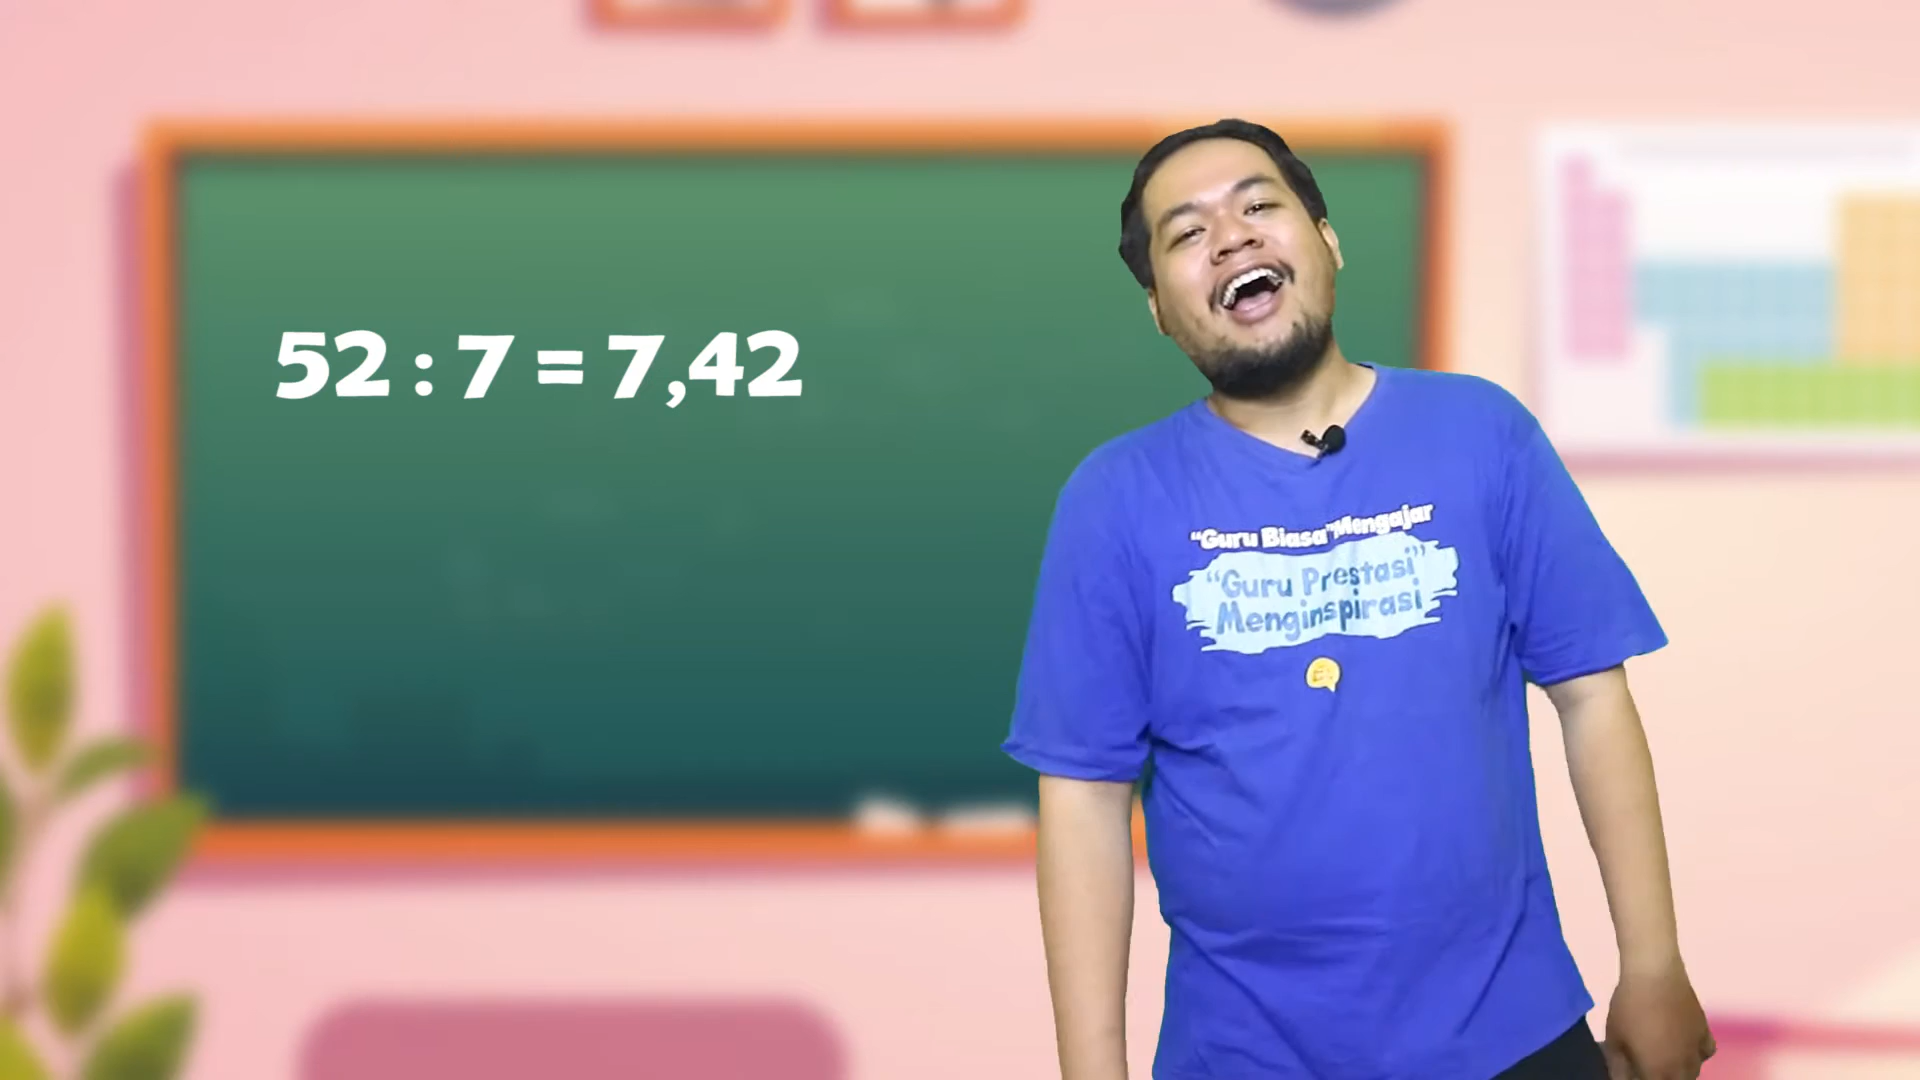 52 : 7 = 7,42
"Guru Biasa" Mengajar
"Guru Prestasi"
Menginspirasi